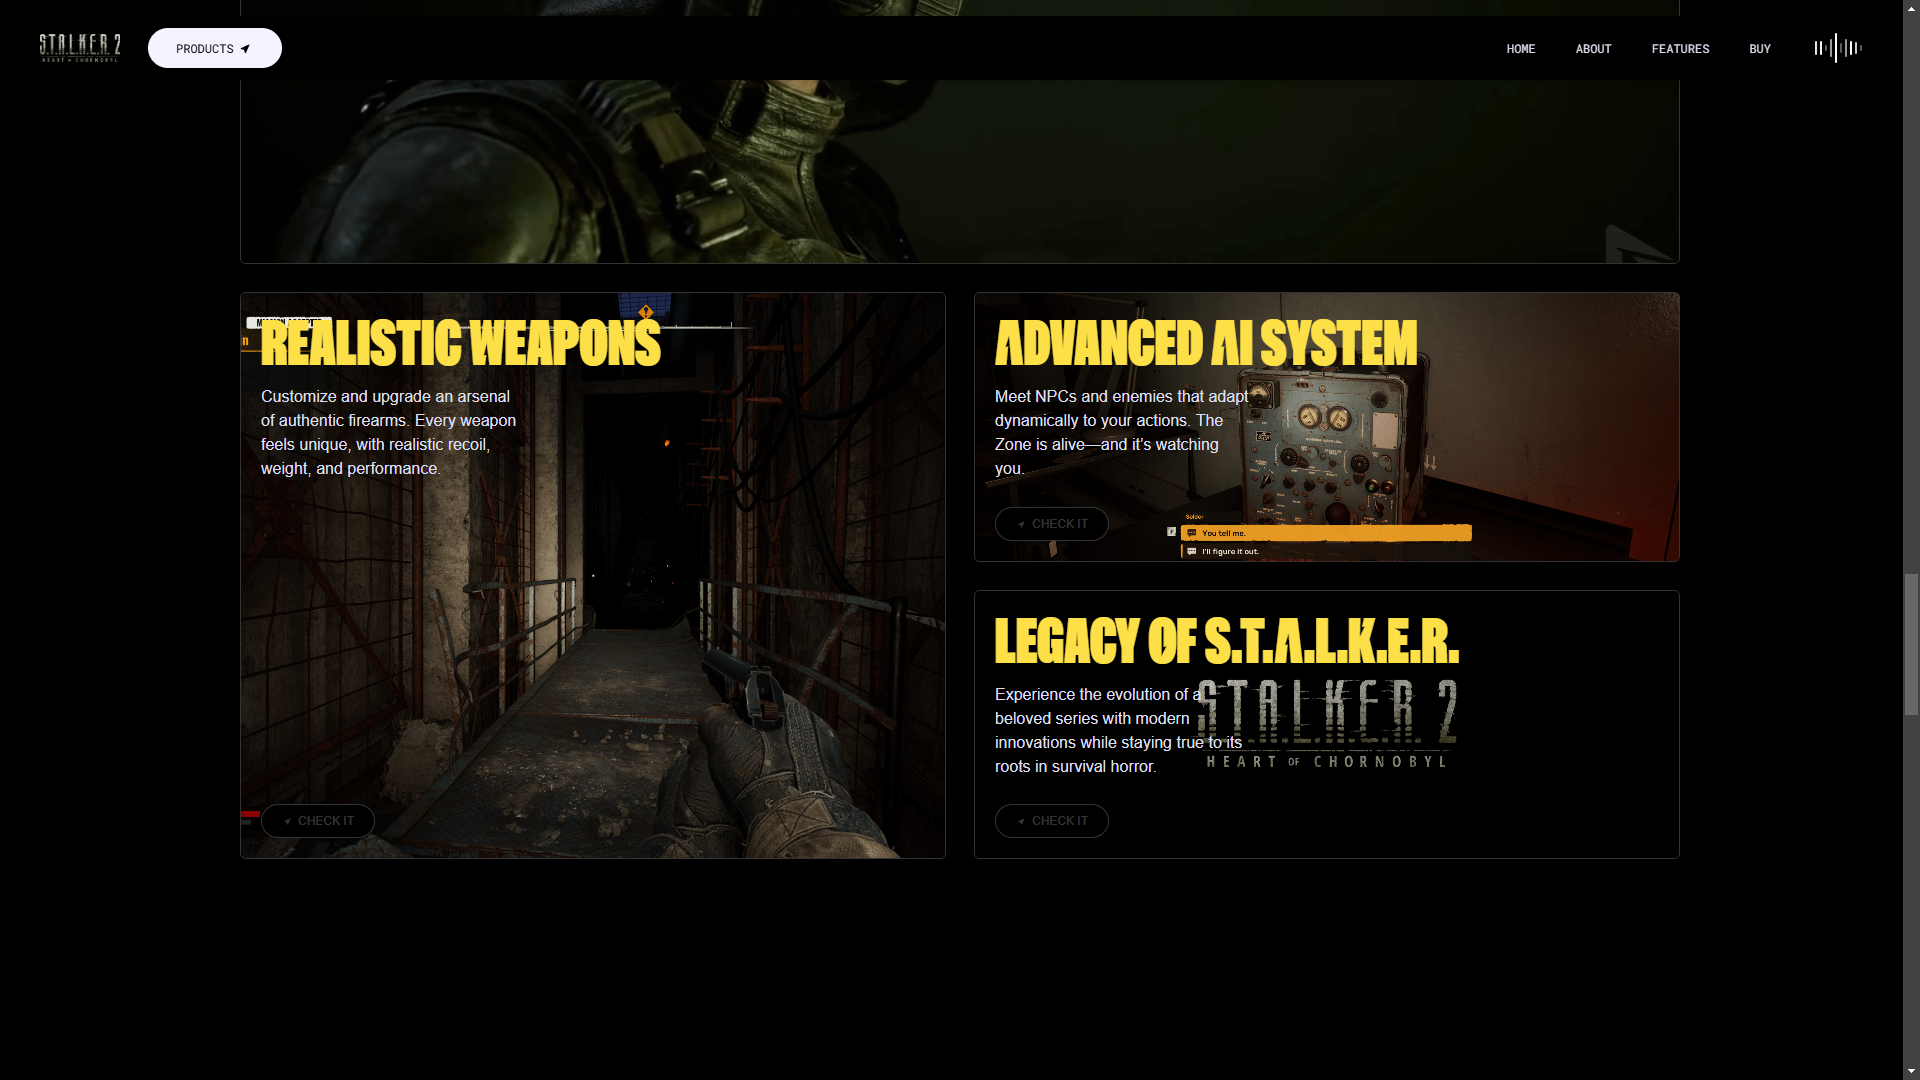 S.T.A.L.K.E.R. 2
HEART OF CHORNOBYL
PRODUCTS
HOME
ABOUT
FEATURES
BUY
REALISTIC WEAPONS
Customize and upgrade an arsenal
of authentic firearms. Every weapon
feels unique, with realistic recoil,
weight, and performance.
CHECK IT
ADVANCED AI SYSTEM
Meet NPCs and enemies that adapt
dynamically to your actions. The
Zone is alive—and it’s watching
you.
CHECK IT
Solder
F
You tell me.
I'll figure it out.
LEGACY OF S.T.A.L.K.E.R.
Experience the evolution of a
beloved series with modern
innovations while staying true to its
roots in survival horror.
S.T.A.L.K.E.R. 2
HEART OF CHORNOBYL
CHECK IT